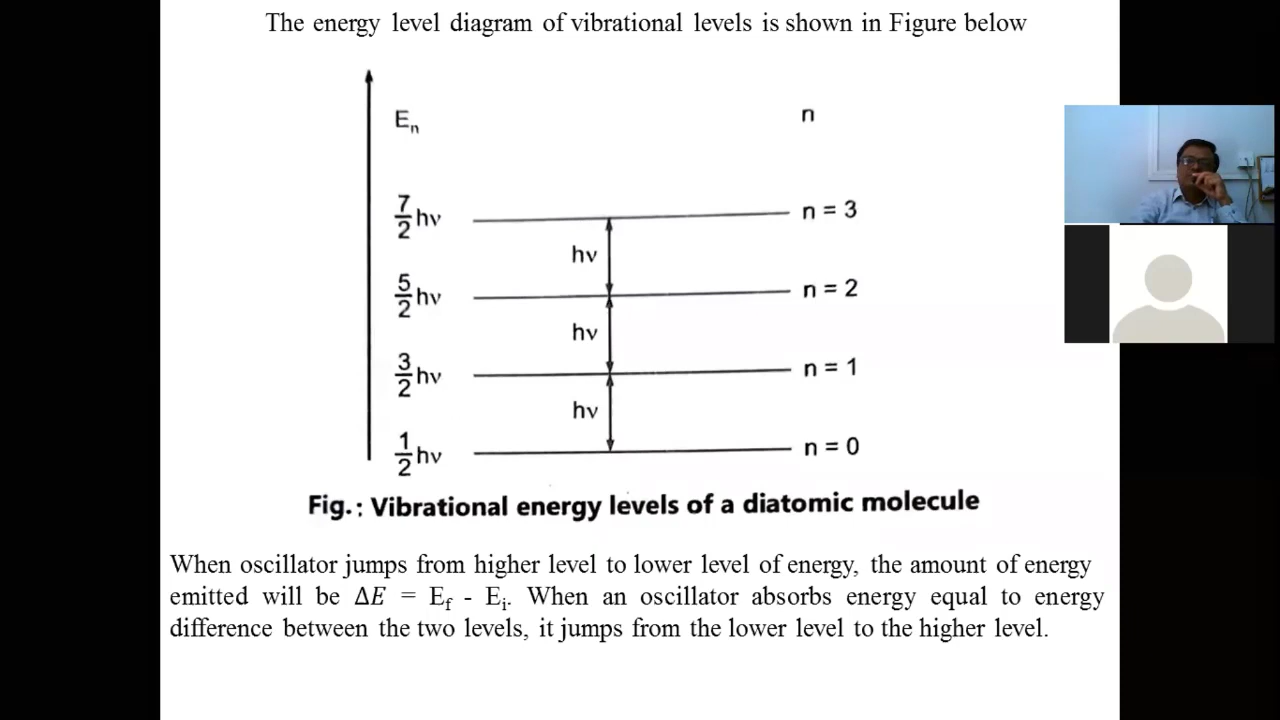 The energy level diagram of vibrational levels is shown in Figure below
Eₙ n
7/2 hν n = 3
hν
5/2 hν n = 2
hν
3/2 hν n = 1
hν
1/2 hν n = 0
Fig.: Vibrational energy levels of a diatomic molecule
When oscillator jumps from higher level to lower level of energy, the amount of energy
emitted will be ΔE = E_f - E_i. When an oscillator absorbs energy equal to energy
difference between the two levels, it jumps from the lower level to the higher level.